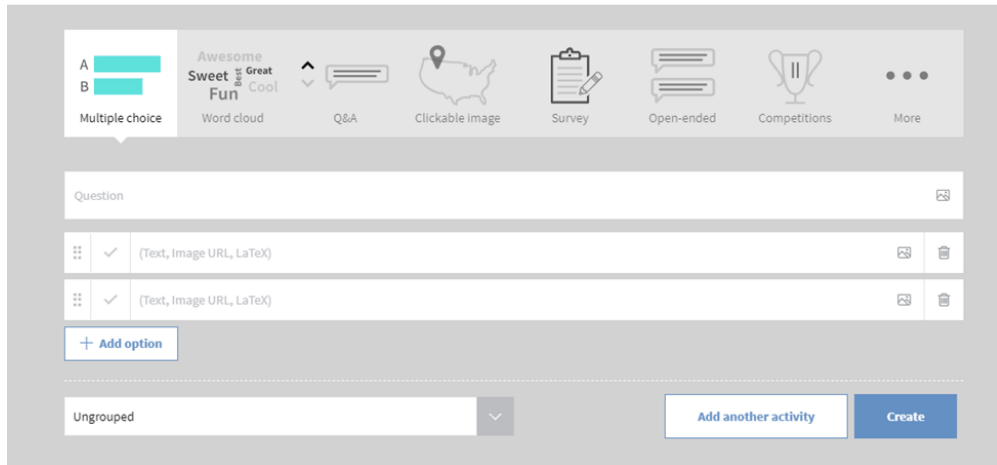 A
B
Multiple choice
Awesome
Sweet Best Great
Fun Cool
Word cloud
Q&A
Clickable image
Survey
Open-ended
Competitions
More
Question
(Text, Image URL, LaTeX)
(Text, Image URL, LaTeX)
+ Add option
Ungrouped
Add another activity
Create